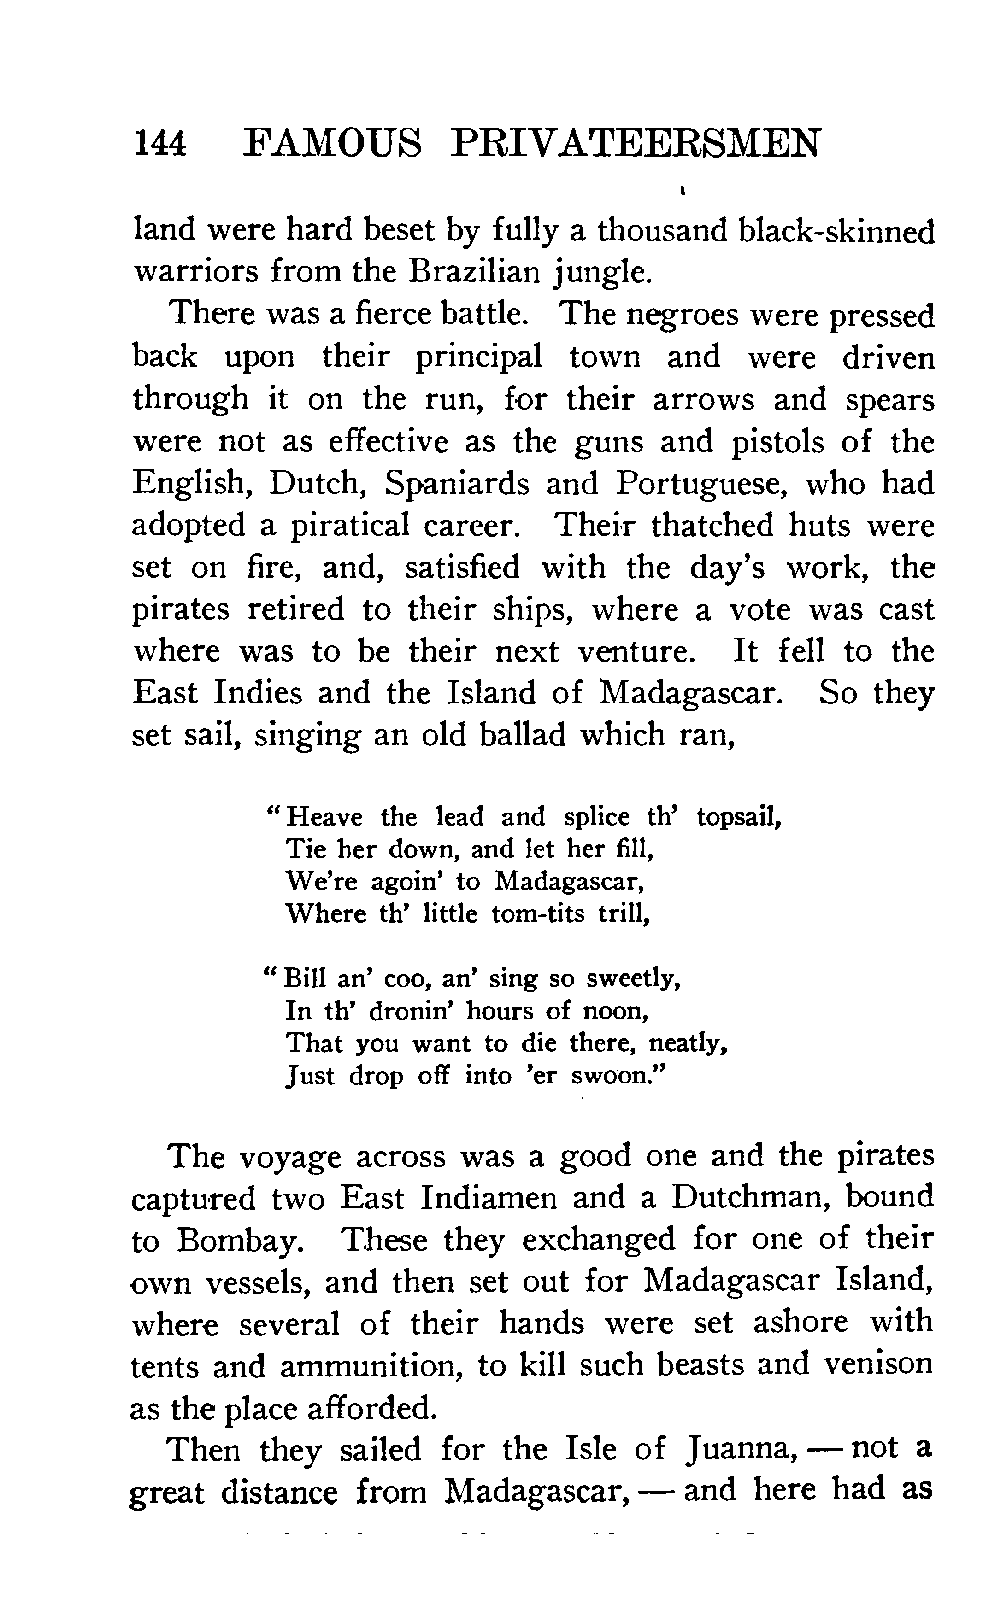 144 FAMOUS PRIVATEERSMEN
land were hard beset by fully a thousand black-skinned
warriors from the Brazilian jungle.
There was a fierce battle. The negroes were pressed
back upon their principal town and were driven
through it on the run, for their arrows and spears
were not as effective as the guns and pistols of the
English, Dutch, Spaniards and Portuguese, who had
adopted a piratical career. Their thatched huts were
set on fire, and, satisfied with the day's work, the
pirates retired to their ships, where a vote was cast
where was to be their next venture. It fell to the
East Indies and the Island of Madagascar. So they
set sail, singing an old ballad which ran,
"Heave the lead and splice th' topsail,
Tie her down, and let her fill,
We're agoin' to Madagascar,
Where th' little tom-tits trill,
"Bill an' coo, an' sing so sweetly,
In th' dronin' hours of noon,
That you want to die there, neatly,
Just drop off into 'er swoon."
The voyage across was a good one and the pirates
captured two East Indiamen and a Dutchman, bound
to Bombay. These they exchanged for one of their
own vessels, and then set out for Madagascar Island,
where several of their hands were set ashore with
tents and ammunition, to kill such beasts and venison
as the place afforded.
Then they sailed for the Isle of Juanna, — not a
great distance from Madagascar, — and here had as